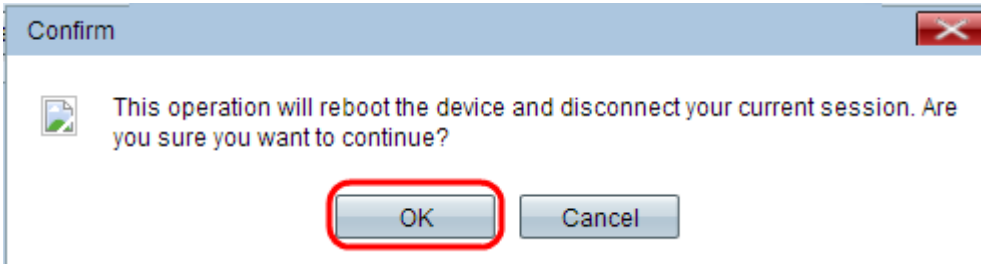 Confirm
This operation will reboot the device and disconnect your current session. Are
you sure you want to continue?
OK
Cancel